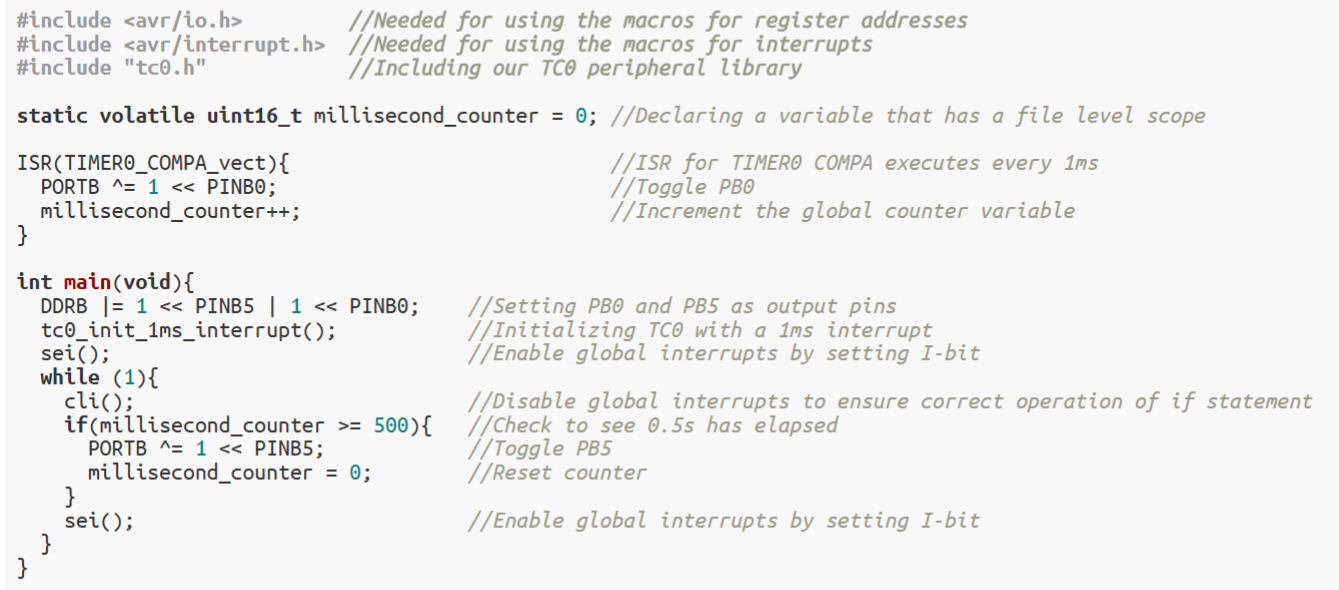 #include <avr/io.h>          //Needed for using the macros for register addresses
#include <avr/interrupt.h>  //Needed for using the macros for interrupts
#include "tc0.h"             //Including our TC0 peripheral library

static volatile uint16_t millisecond_counter = 0; //Declaring a variable that has a file level scope

ISR(TIMER0_COMPA_vect){                           //ISR for TIMER0 COMPA executes every 1ms
  PORTB ^= 1 << PINB0;                            //Toggle PB0
  millisecond_counter++;                          //Increment the global counter variable
}

int main(void){
  DDRB |= 1 << PINB5 | 1 << PINB0;    //Setting PB0 and PB5 as output pins
  tc0_init_1ms_interrupt();           //Initializing TC0 with a 1ms interrupt
  sei();                              //Enable global interrupts by setting I-bit
  while (1){
    cli();                            //Disable global interrupts to ensure correct operation of if statement
    if(millisecond_counter >= 500){   //Check to see 0.5s has elapsed
      PORTB ^= 1 << PINB5;            //Toggle PB5
      millisecond_counter = 0;        //Reset counter
    }
    sei();                            //Enable global interrupts by setting I-bit
  }
}